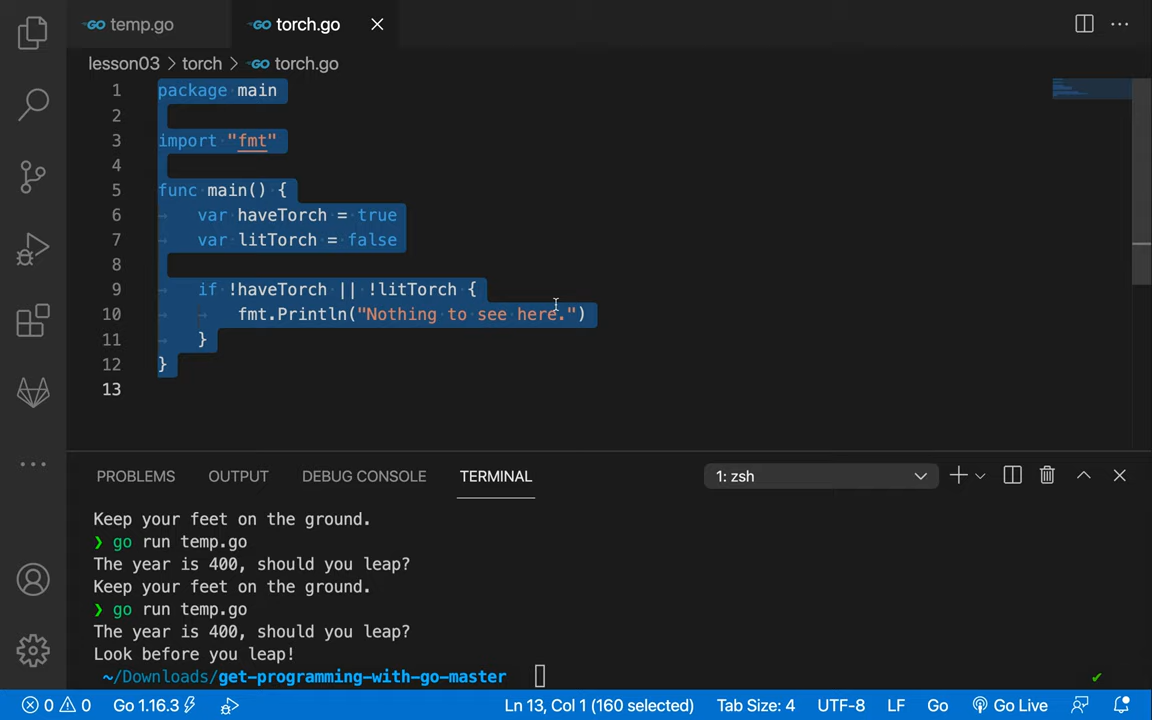 temp.go torch.go
lesson03 > torch > torch.go
1 package main
2
3 import "fmt"
4
5 func main() {
6 var haveTorch = true
7 var litTorch = false
8
9 if !haveTorch || !litTorch {
10 fmt.Println("Nothing to see here.")
11 }
12 }
13
PROBLEMS OUTPUT DEBUG CONSOLE TERMINAL 1: zsh
Keep your feet on the ground.
❯ go run temp.go
The year is 400, should you leap?
Keep your feet on the ground.
❯ go run temp.go
The year is 400, should you leap?
Look before you leap!
~/Downloads/get-programming-with-go-master
0 0 Go 1.16.3 Ln 13, Col 1 (160 selected) Tab Size: 4 UTF-8 LF Go Go Live